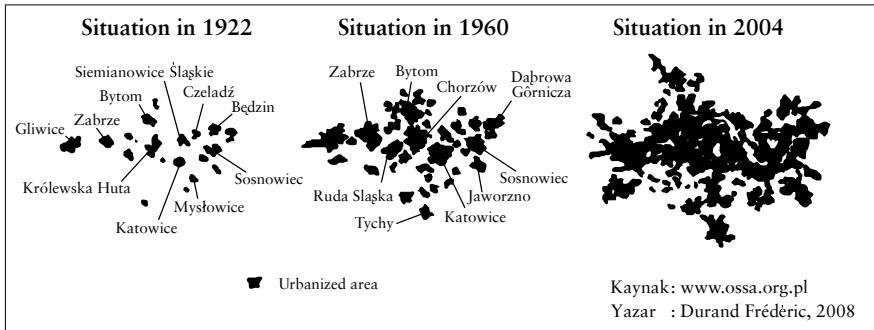 Situation in 1922
Situation in 1960
Situation in 2004
Siemianowice Śląskie
Czeladź
Bytom
Będzin
Zabrze
Gliwice
Królewska Huta
Sosnowiec
Mysłowice
Katowice
Bytom
Zabrze
Chorzów
Dąbrowa
Górnicza
Ruda Sląska
Sosnowiec
Jaworzno
Katowice
Tychy
Urbanized area
Kaynak: www.ossa.org.pl
Yazar : Durand Frédéric, 2008